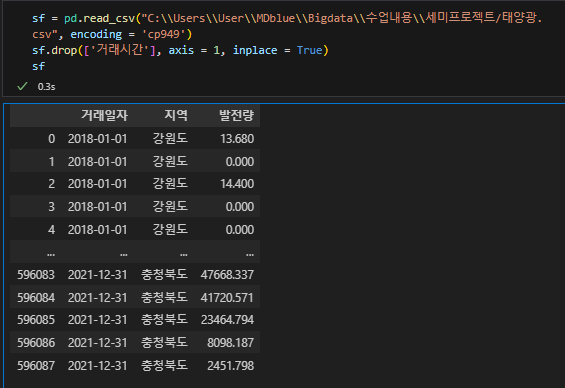 sf = pd.read_csv("C:\\Users\\User\\MDblue\\Bigdata\\수업내용\\세미프로젝트/태양광.
csv", encoding = 'cp949')
sf.drop(['거래시간'], axis = 1, inplace = True)
sf
0.3s
거래일자 지역 발전량
0 2018-01-01 강원도 13.680
1 2018-01-01 강원도 0.000
2 2018-01-01 강원도 14.400
3 2018-01-01 강원도 0.000
4 2018-01-01 강원도 0.000
... ... ... ...
596083 2021-12-31 충청북도 47668.337
596084 2021-12-31 충청북도 41720.571
596085 2021-12-31 충청북도 23464.794
596086 2021-12-31 충청북도 8098.187
596087 2021-12-31 충청북도 2451.798